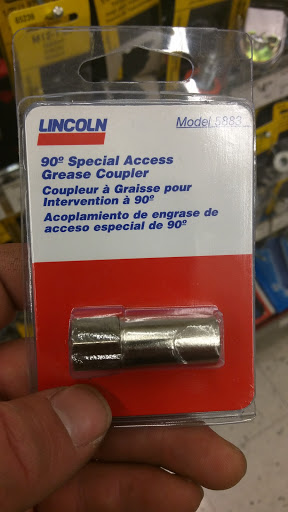 65236
LINCOLN
Model 5883
90º Special Access
Grease Coupler
Coupleur à Graisse pour
Intervention à 90º
Acoplamiento de engrase de
acceso especial de 90º